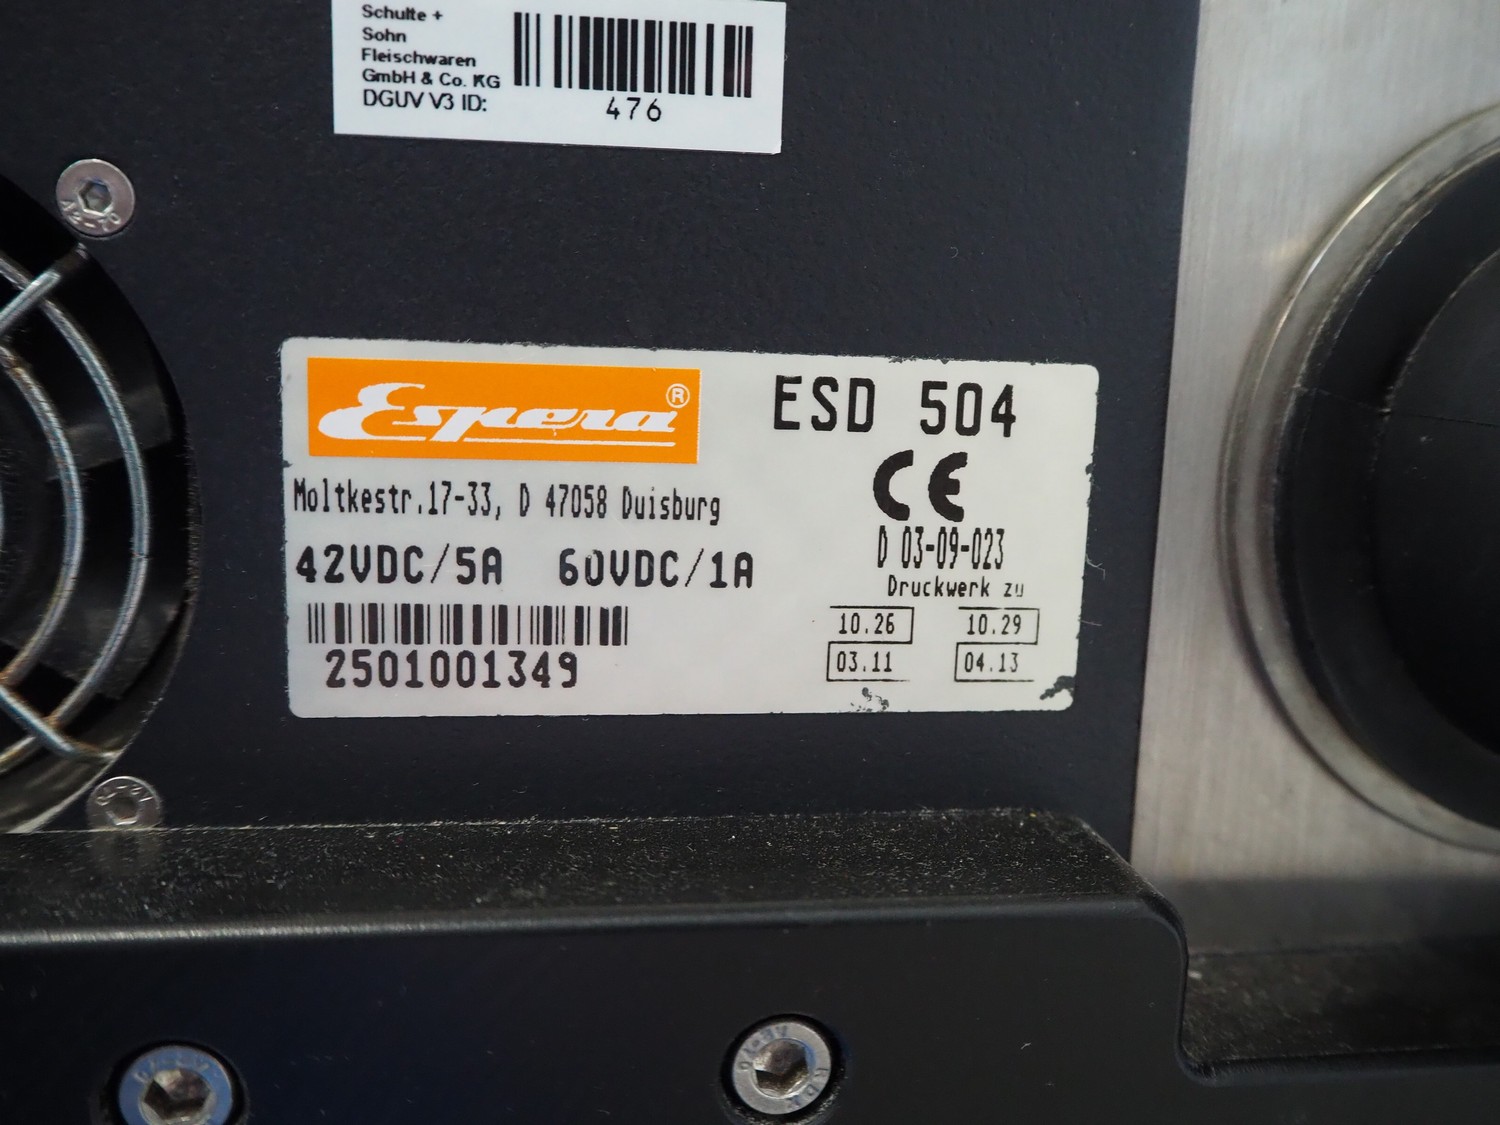 Schulte +
Sohn
Fleischwaren
GmbH & Co. KG
DGUV V3 ID:
476
Espera®
ESD 504
CE
Moltkestr.17-33, D 47058 Duisburg
D 03-09-023
42VDC/5A 60VDC/1A
Druckwerk zu
10.26 10.29
03.11 04.13
2501001349